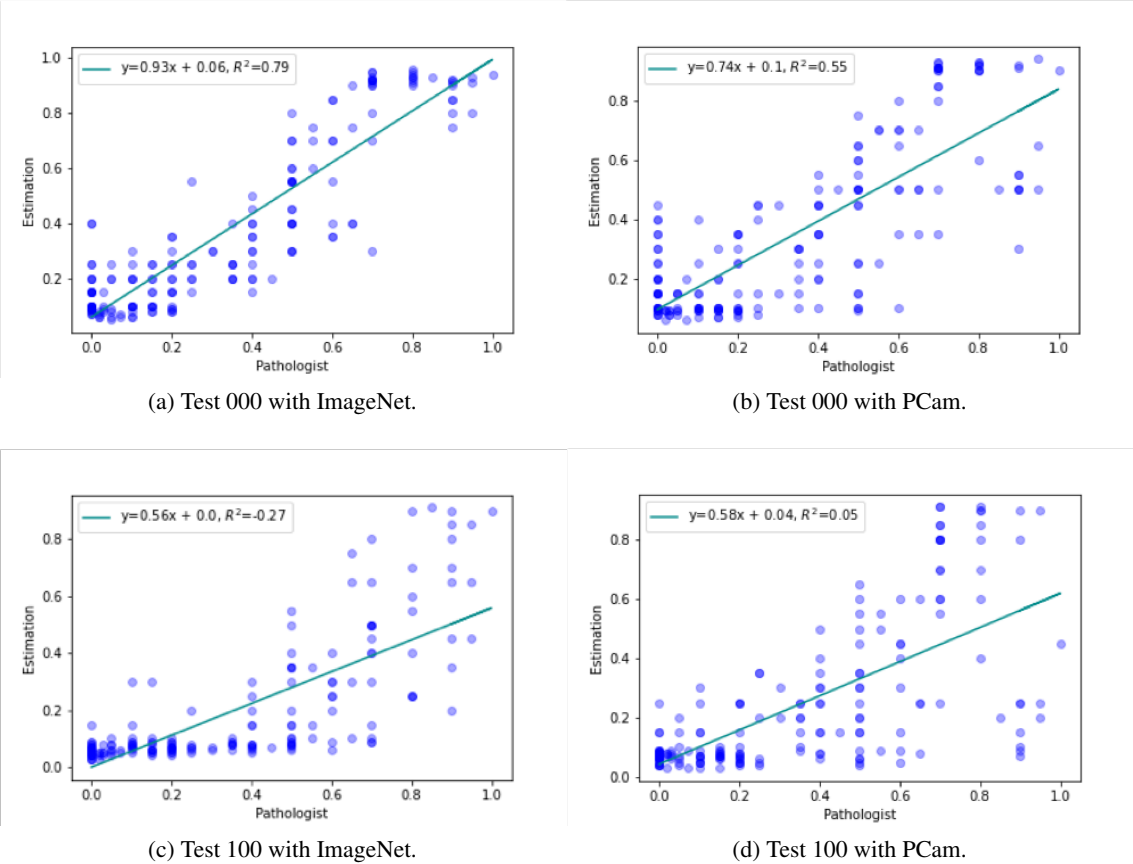 y=0.93x + 0.06, R²=0.79
1.0
0.8
0.6
0.4
0.2
Estimation
0.0 0.2 0.4 0.6 0.8 1.0
Pathologist
(a) Test 000 with ImageNet.
y=0.74x + 0.1, R²=0.55
0.8
0.6
0.4
0.2
Estimation
0.0 0.2 0.4 0.6 0.8 1.0
Pathologist
(b) Test 000 with PCam.
y=0.56x + 0.0, R²=-0.27
0.8
0.6
0.4
0.2
0.0
Estimation
0.0 0.2 0.4 0.6 0.8 1.0
Pathologist
(c) Test 100 with ImageNet.
y=0.58x + 0.04, R²=0.05
0.8
0.6
0.4
0.2
0.0
Estimation
0.0 0.2 0.4 0.6 0.8 1.0
Pathologist
(d) Test 100 with PCam.